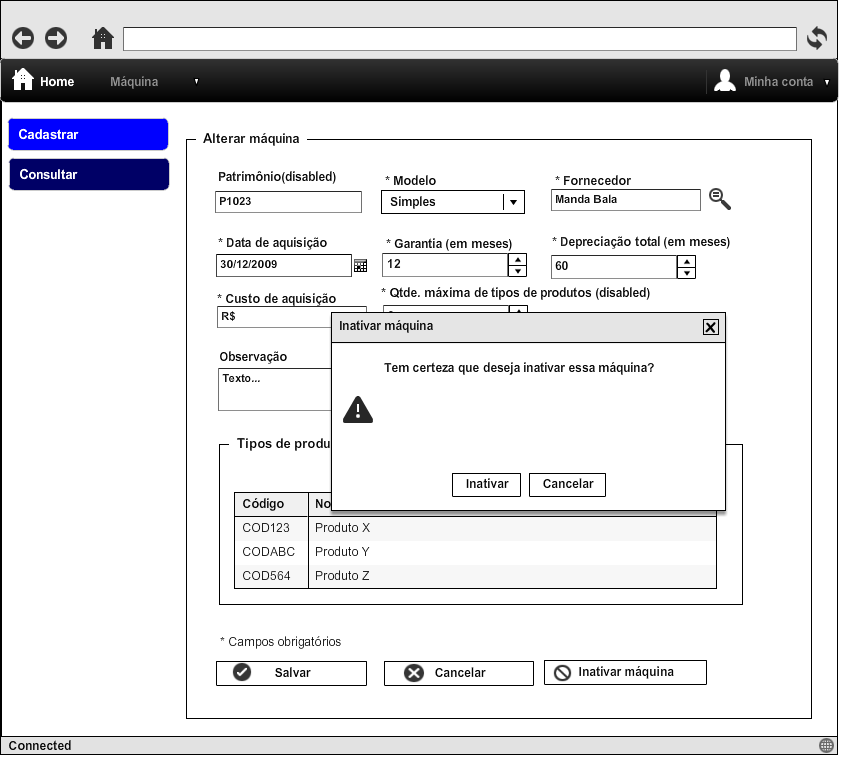 Home
Máquina
Minha conta
Cadastrar
Consultar
Alterar máquina
Patrimônio(disabled)
* Modelo
* Fornecedor
P1023
Simples
Manda Bala
* Data de aquisição
* Garantia (em meses)
* Depreciação total (em meses)
30/12/2009
12
60
* Custo de aquisição
* Qtde. máxima de tipos de produtos (disabled)
R$
Inativar máquina
Tem certeza que deseja inativar essa máquina?
Inativar
Cancelar
Observação
Texto...
Tipos de produ
Código
No
COD123
Produto X
CODABC
Produto Y
COD564
Produto Z
* Campos obrigatórios
Salvar
Cancelar
Inativar máquina
Connected